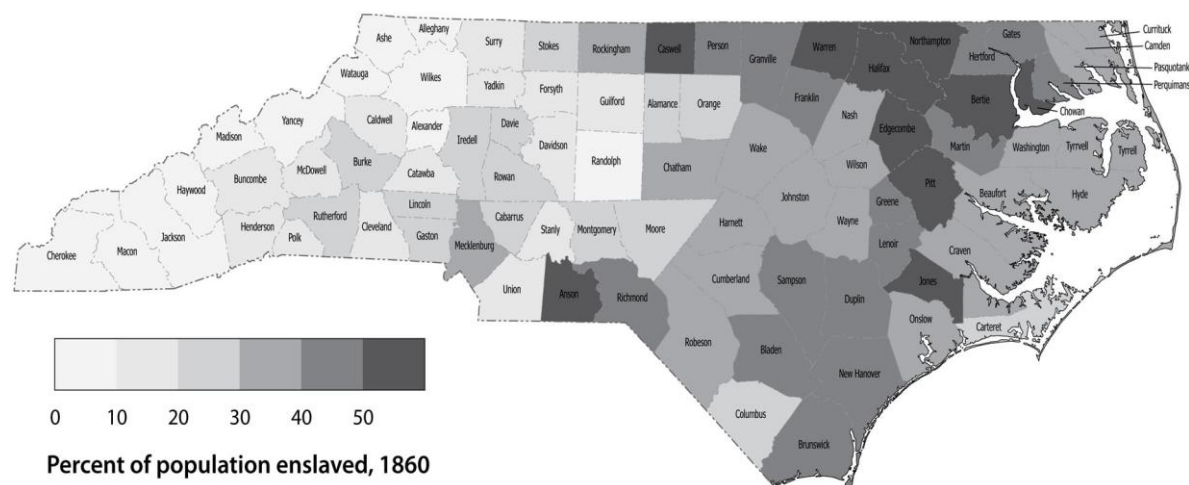 Ashe
Alleghany
Surry
Stokes
Rockingham
Caswell
Person
Granville
Warren
Northampton
Gates
Currituck
Camden
Pasquotank
Perquimans
Hertford
Halifax
Watauga
Wilkes
Yadkin
Forsyth
Guilford
Alamance
Orange
Franklin
Bertie
Chowan
Nash
Madison
Yancey
Caldwell
Alexander
Iredell
Davie
Davidson
Randolph
Chatham
Wake
Edgecombe
Martin
Washington
Tyrrvell
Tyrrell
Haywood
Buncombe
McDowell
Burke
Catawba
Rowan
Wilson
Pitt
Beaufort
Hyde
Cherokee
Macon
Jackson
Henderson
Polk
Rutherford
Cleveland
Lincoln
Gaston
Mecklenburg
Cabarrus
Stanly
Montgomery
Moore
Harnett
Johnston
Wayne
Greene
Lenoir
Craven
Union
Anson
Richmond
Cumberland
Sampson
Duplin
Jones
Onslow
Carteret
Robeson
Bladen
New Hanover
Columbus
Brunswick
0 10 20 30 40 50
Percent of population enslaved, 1860